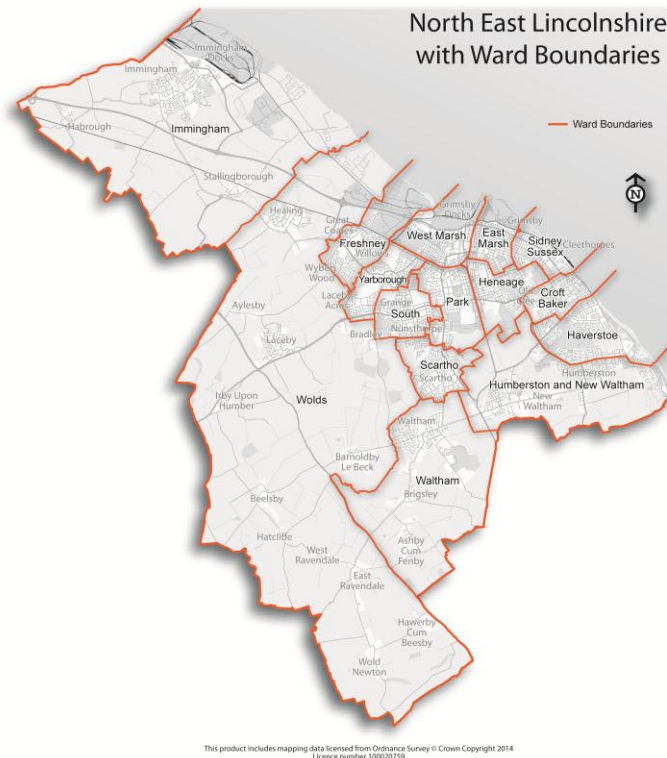 North East Lincolnshire
with Ward Boundaries
Ward Boundaries
N
Immingham
Docks
Immingham
Habrough
Immingham
Stallingborough
Healing
Great
Coates
Grimsby
Docks
West Marsh
East
Marsh
Grimsby
Sidney
Sussex
Cleethorpes
Freshney
Willows
Wybers
Wood
Yarborough
Laceby
Acres
Grange
South
Nunsthorpe
Bradley
Park
Heneage
Croft
Baker
Haverstoe
Aylesby
Laceby
Scartho
Scartho
Humberston
Humberston and New Waltham
New
Waltham
Irby Upon
Humber
Wolds
Waltham
Barnoldby
Le Beck
Waltham
Brigsley
Beelsby
Hatcliffe
Ashby
Cum
Fenby
West
Ravendale
East
Ravendale
Hawerby
Cum
Beesby
Wold
Newton
This product includes mapping data licensed from Ordnance Survey © Crown Copyright 2014
Licence number 100020759